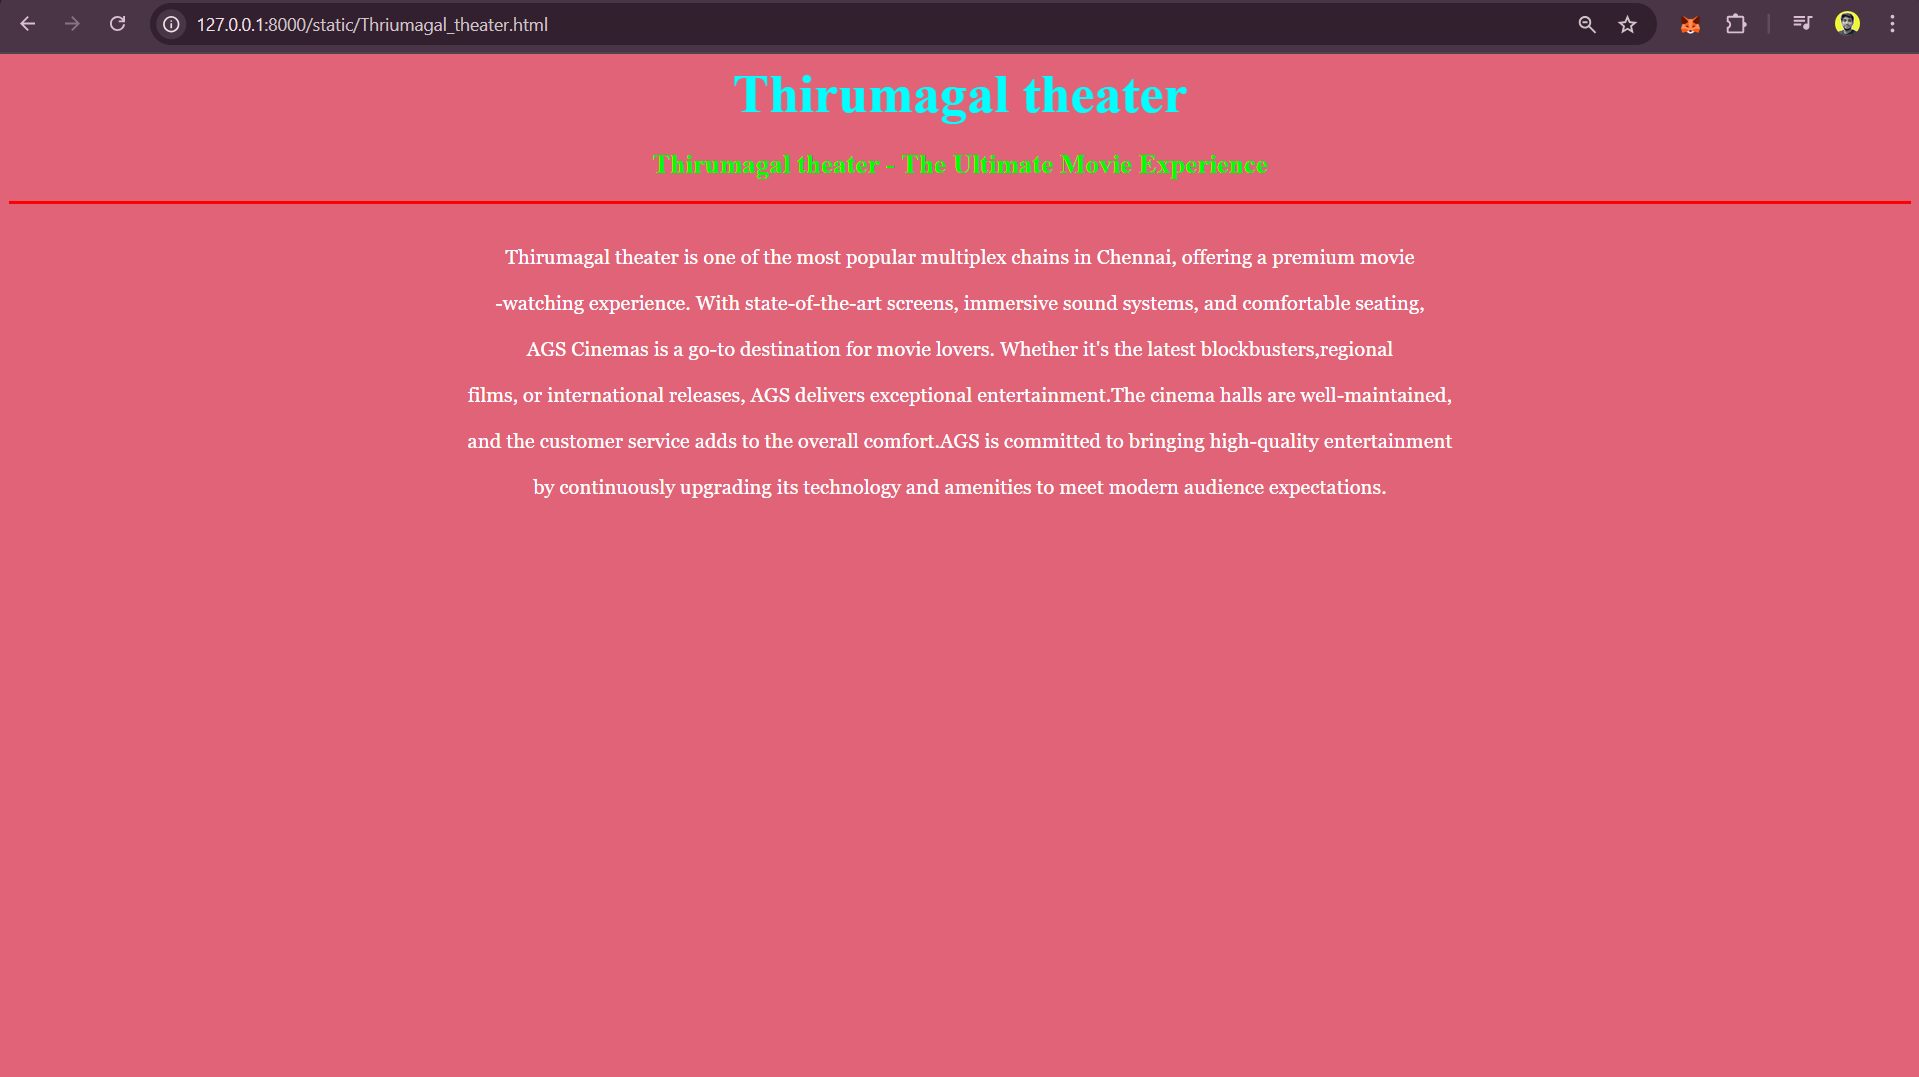 127.0.0.1:8000/static/Thriumagal_theater.html
Thirumagal theater
Thirumagal theater - The Ultimate Movie Experience
Thirumagal theater is one of the most popular multiplex chains in Chennai, offering a premium movie
-watching experience. With state-of-the-art screens, immersive sound systems, and comfortable seating,
AGS Cinemas is a go-to destination for movie lovers. Whether it's the latest blockbusters,regional
films, or international releases, AGS delivers exceptional entertainment.The cinema halls are well-maintained,
and the customer service adds to the overall comfort.AGS is committed to bringing high-quality entertainment
by continuously upgrading its technology and amenities to meet modern audience expectations.